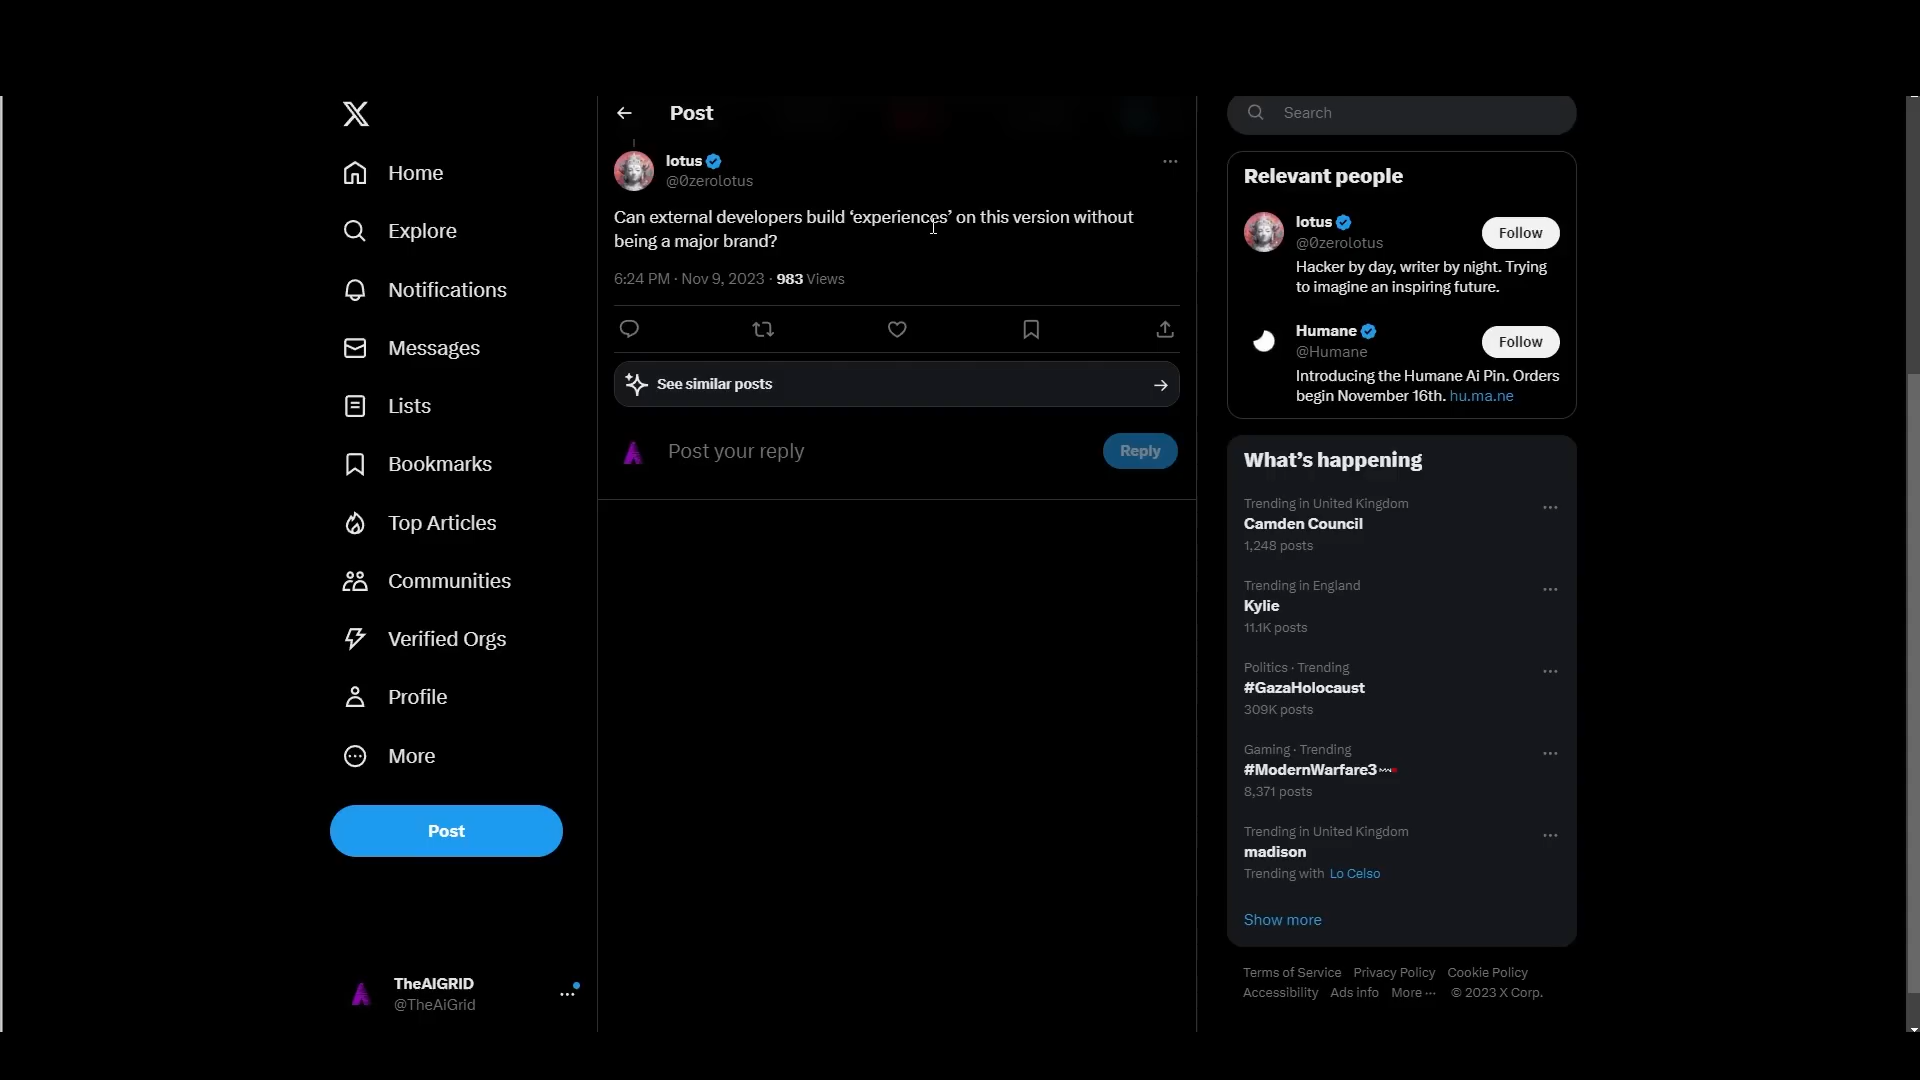 Home
Explore
Notifications
Messages
Lists
Bookmarks
Top Articles
Communities
Verified Orgs
Profile
More
Post
TheAIGRID
@TheAiGrid
Post
lotus
@0zerolotus
Can external developers build ‘experiences’ on this version without
being a major brand?
6:24 PM · Nov 9, 2023 · 983 Views
See similar posts
Post your reply
Reply
Search
Relevant people
lotus
@0zerolotus
Follow
Hacker by day, writer by night. Trying
to imagine an inspiring future.
Humane
@Humane
Follow
Introducing the Humane Ai Pin. Orders
begin November 16th. hu.ma.ne
What’s happening
Trending in United Kingdom
Camden Council
1,248 posts
Trending in England
Kylie
11.1K posts
Politics · Trending
#GazaHolocaust
309K posts
Gaming · Trending
#ModernWarfare3
8,371 posts
Trending in United Kingdom
madison
Trending with Lo Celso
Show more
Terms of Service Privacy Policy Cookie Policy
Accessibility Ads info More ··· © 2023 X Corp.